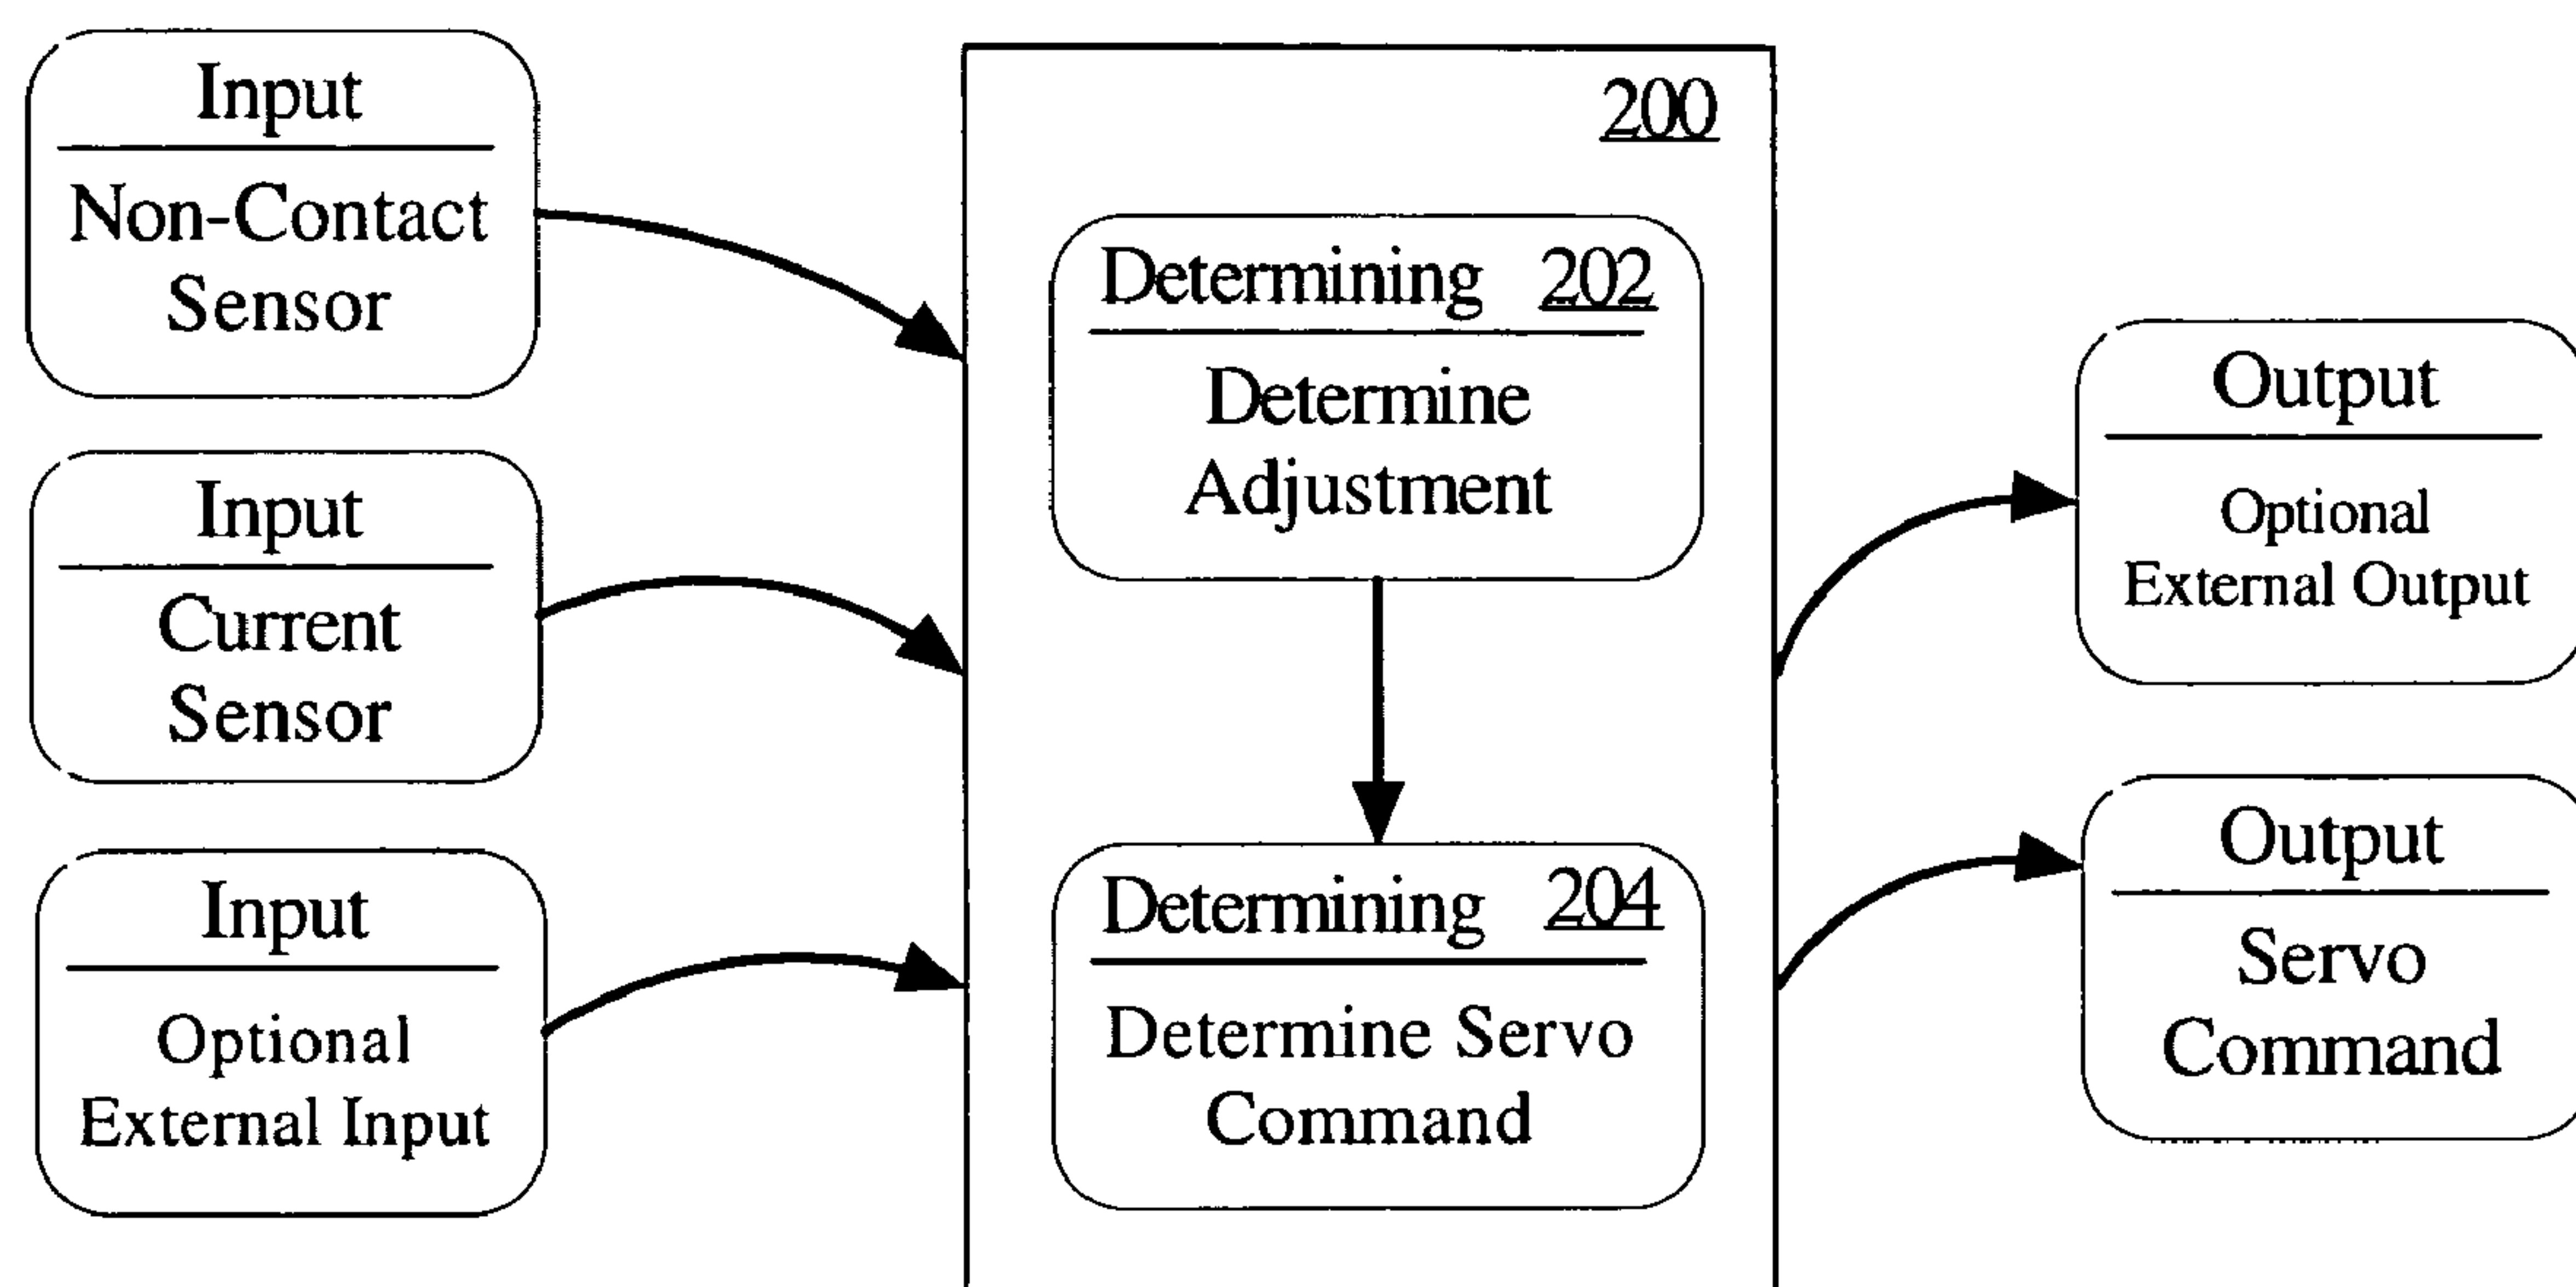 Input
Non-Contact
Sensor
Input
Current
Sensor
Input
Optional
External Input
200
Determining 202
Determine
Adjustment
Determining 204
Determine Servo
Command
Output
Optional
External Output
Output
Servo
Command